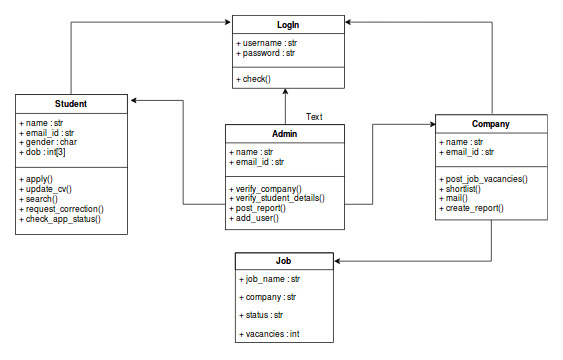 LogIn
+ username : str
+ password : str
+ check()
Student
+ name : str
+ email_id : str
+ gender : char
+ dob : int[3]
+ apply()
+ update_cv()
+ search()
+ request_correction()
+ check_app_status()
Text
Admin
+ name : str
+ email_id : str
+ verify_company()
+ verify_student_details()
+ post_report()
+ add_user()
Company
+ name : str
+ email_id : str
+ post_job_vacancies()
+ shortlist()
+ mail()
+ create_report()
Job
+ job_name : str
+ company : str
+ status : str
+ vacancies : int